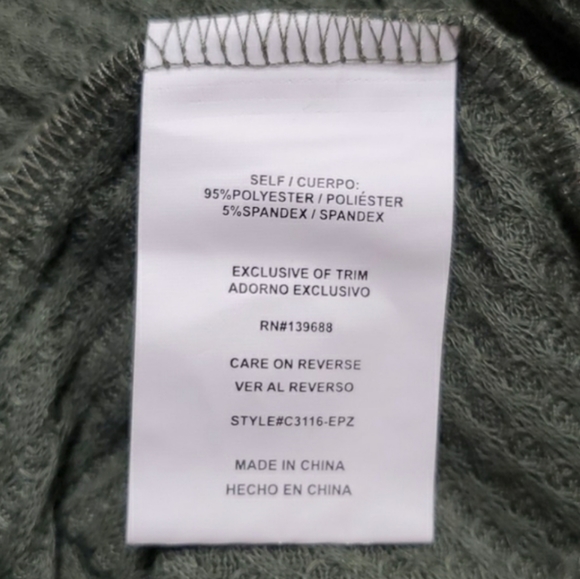 SELF / CUERPO:
95%POLYESTER / POLIÉSTER
5%SPANDEX / SPANDEX
EXCLUSIVE OF TRIM
ADORNO EXCLUSIVO
RN#139688
CARE ON REVERSE
VER AL REVERSO
STYLE#C3116-EPZ
MADE IN CHINA
HECHO EN CHINA